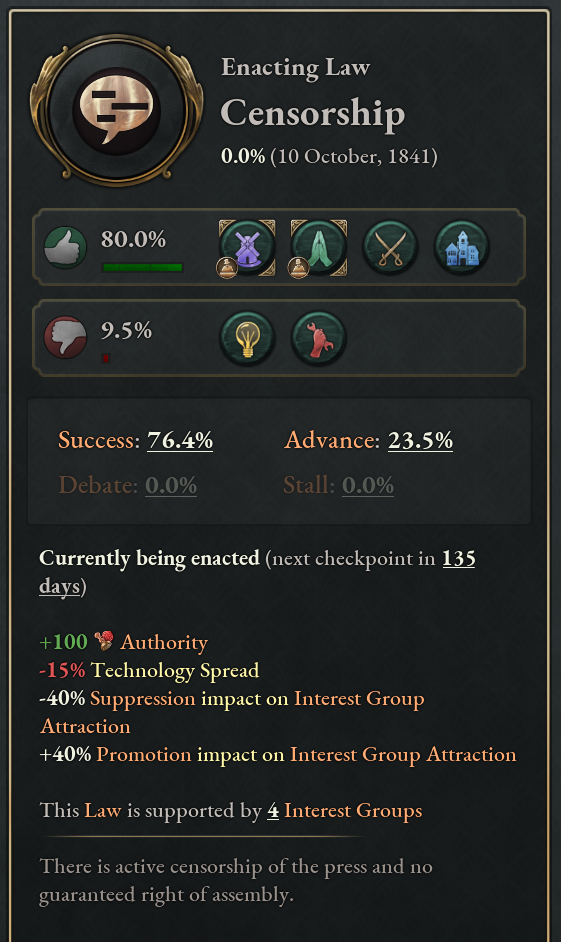 Enacting Law
Censorship
0.0% (10 October, 1841)
80.0%
9.5%
Success: 76.4% Advance: 23.5%
Debate: 0.0% Stall: 0.0%
Currently being enacted (next checkpoint in 135
days)
+100 Authority
-15% Technology Spread
-40% Suppression impact on Interest Group
Attraction
+40% Promotion impact on Interest Group Attraction
This Law is supported by 4 Interest Groups
There is active censorship of the press and no
guaranteed right of assembly.